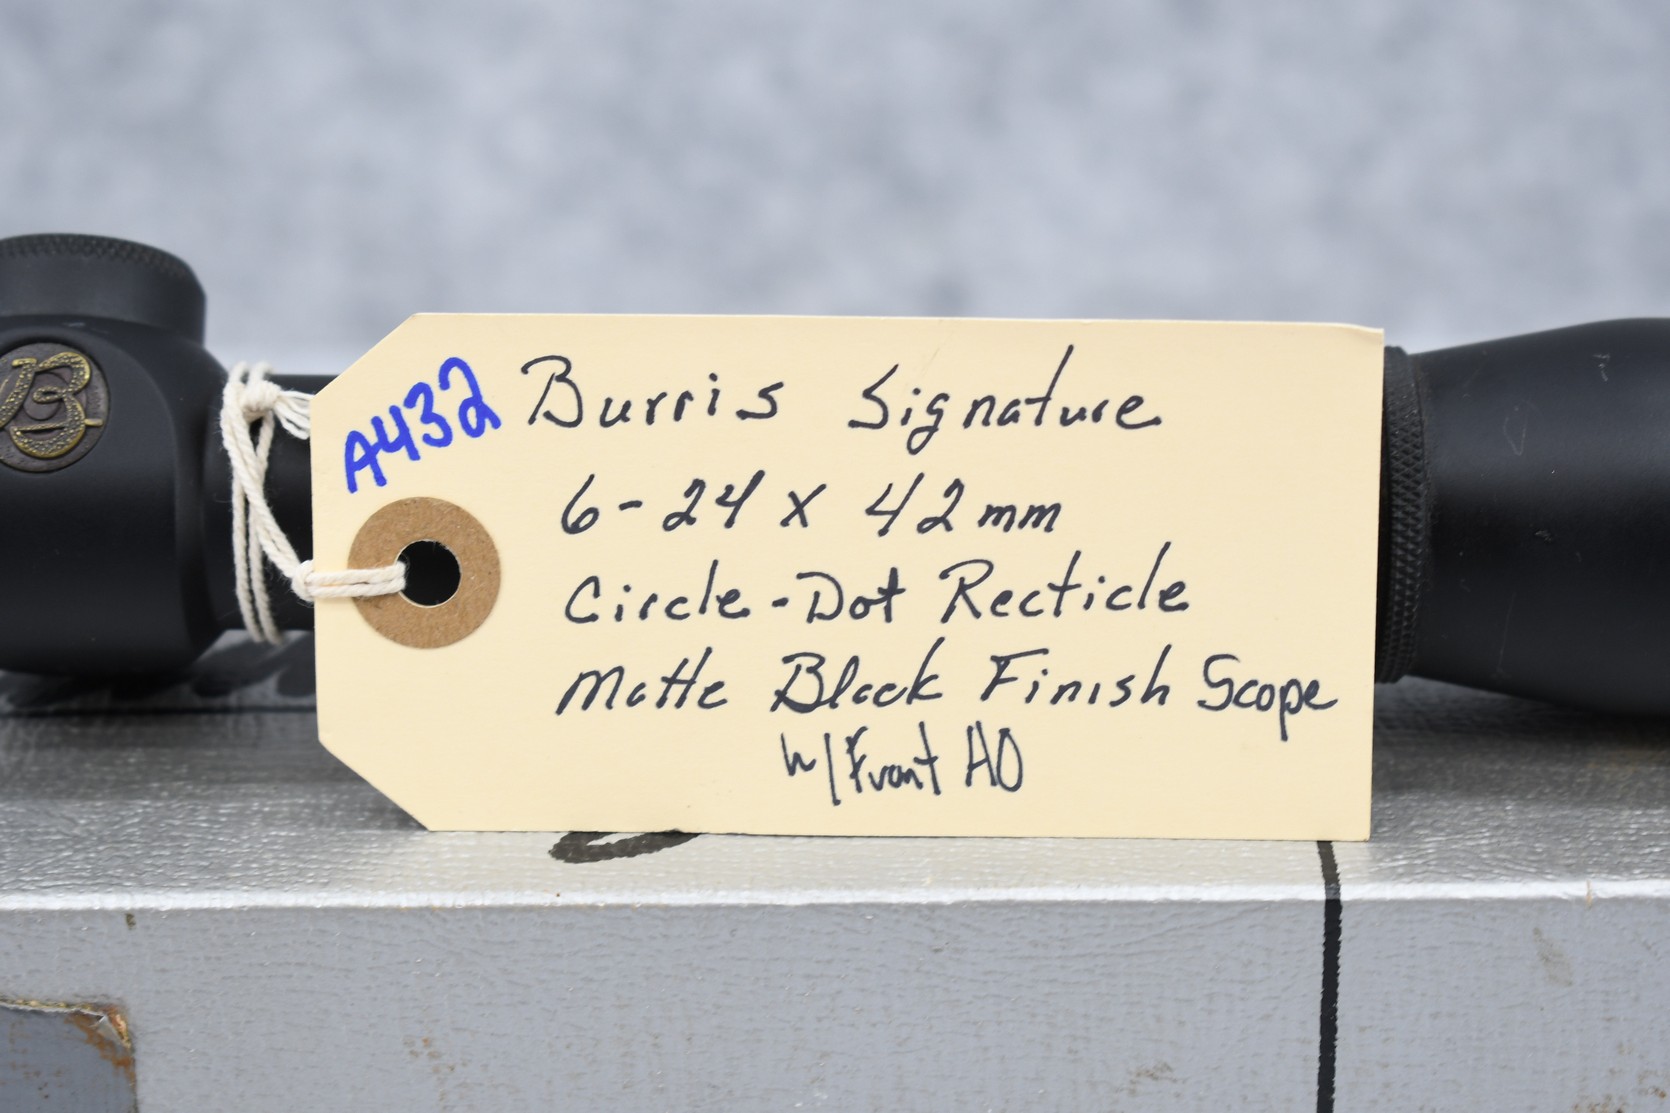 A432
Burris Signature
6-24 x 42mm
Circle-Dot Recticle
Matte Black Finish Scope
w/Front AO
B